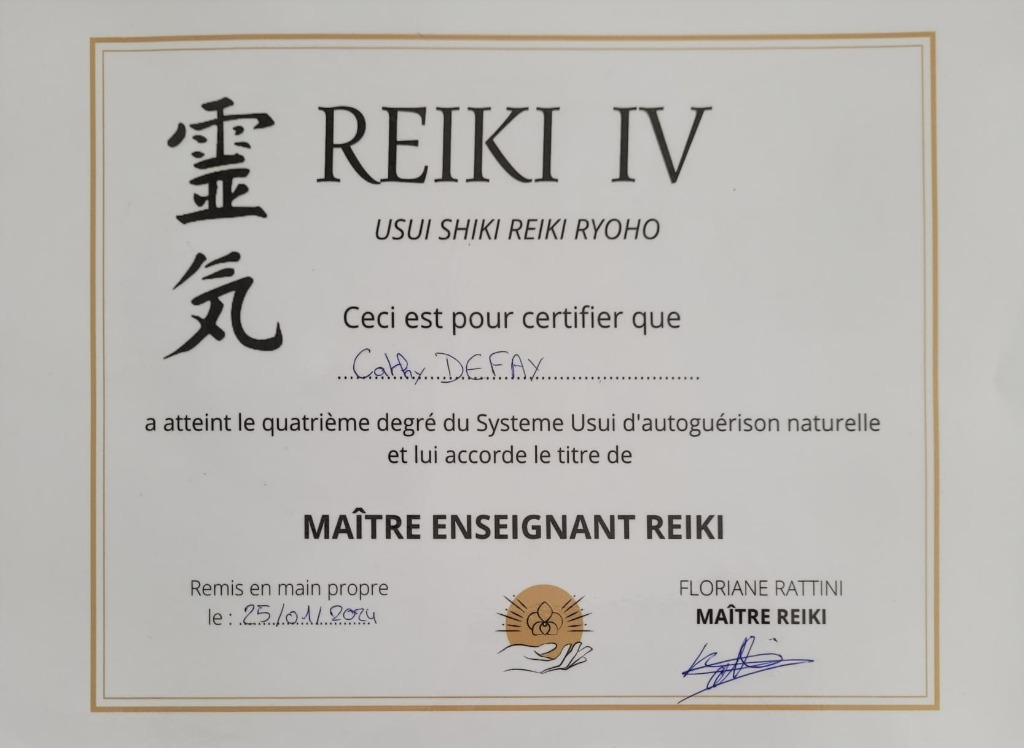 靈気
REIKI IV
USUI SHIKI REIKI RYOHO
Ceci est pour certifier que
Cathy DEFAY
a atteint le quatrième degré du Systeme Usui d'autoguérison naturelle
et lui accorde le titre de
MAÎTRE ENSEIGNANT REIKI
Remis en main propre
le : 25/01/2024
FLORIANE RATTINI
MAÎTRE REIKI